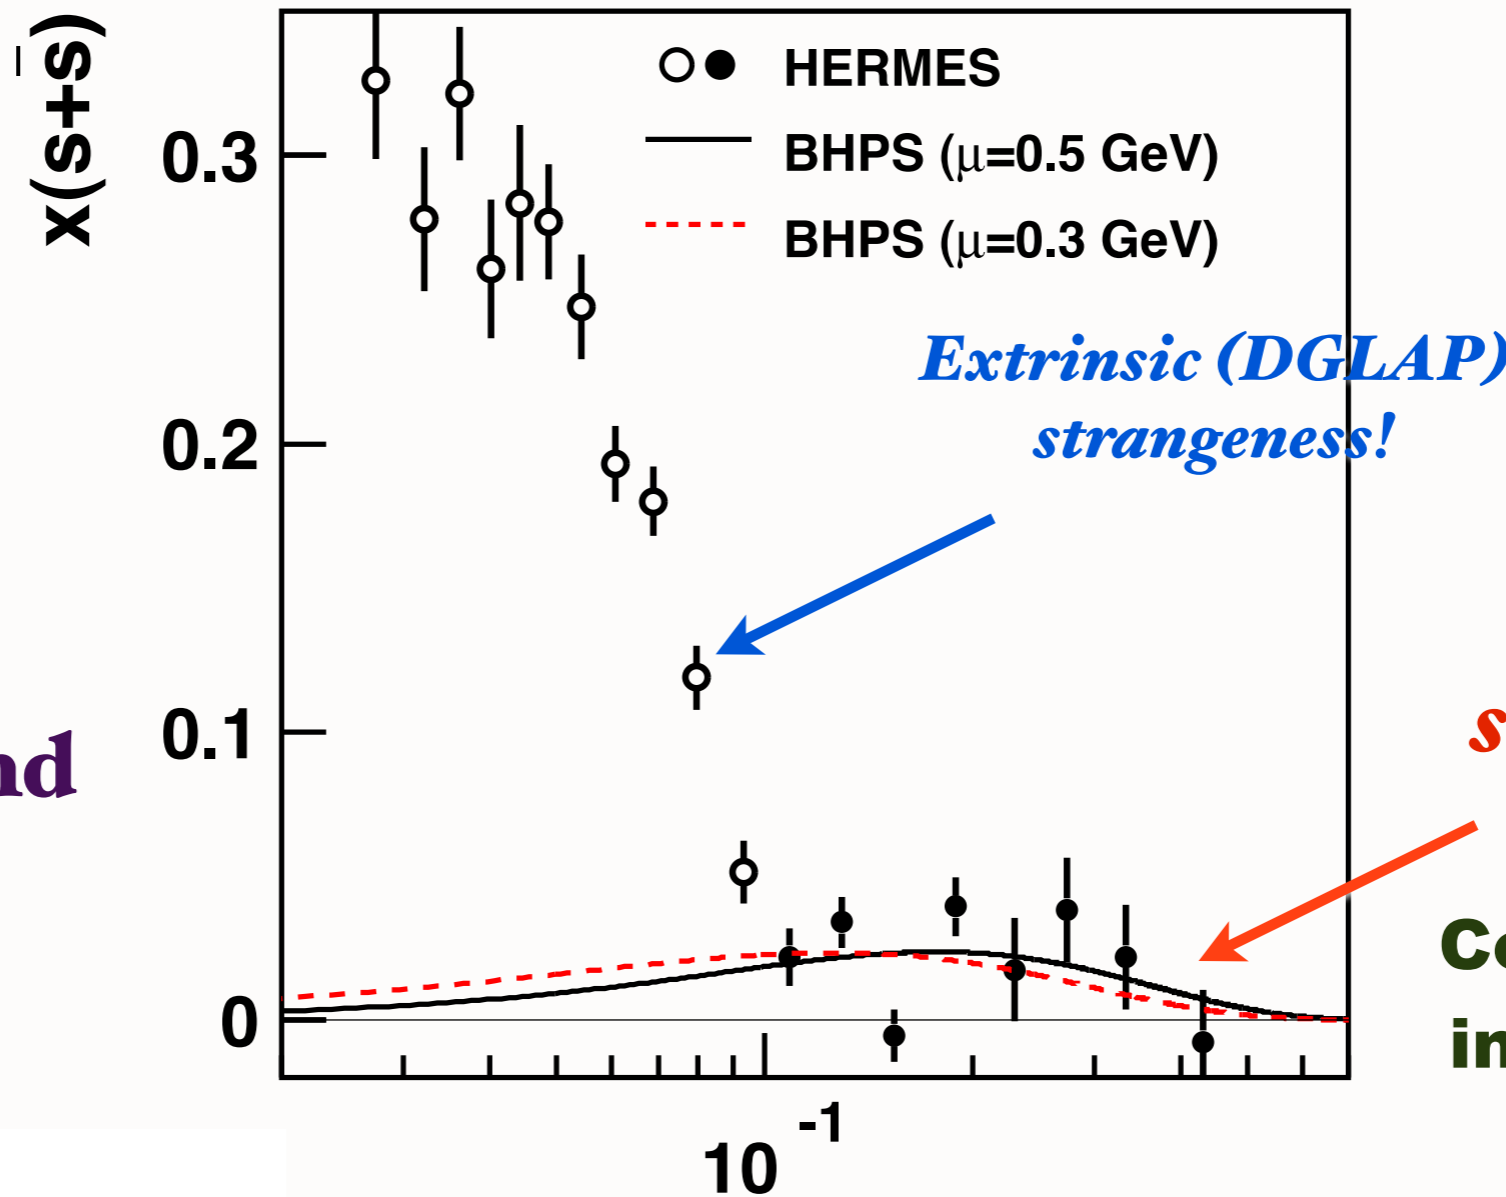 x(s+s̄)
HERMES
BHPS (μ=0.5 GeV)
0.3
BHPS (μ=0.3 GeV)
Extrinsic (DGLAP)
strangeness!
0.2
0.1
0
10⁻¹